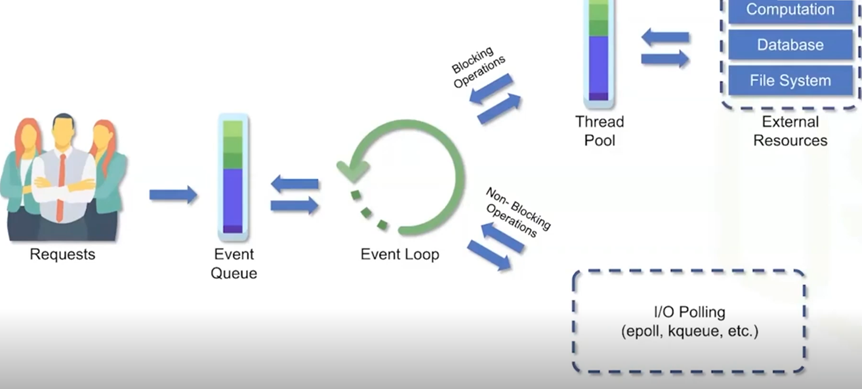 Computation
Database
File System
Blocking
Operations
Thread
Pool
External
Resources
Requests
Event
Queue
Event Loop
Non- Blocking
Operations
I/O Polling
(epoll, kqueue, etc.)